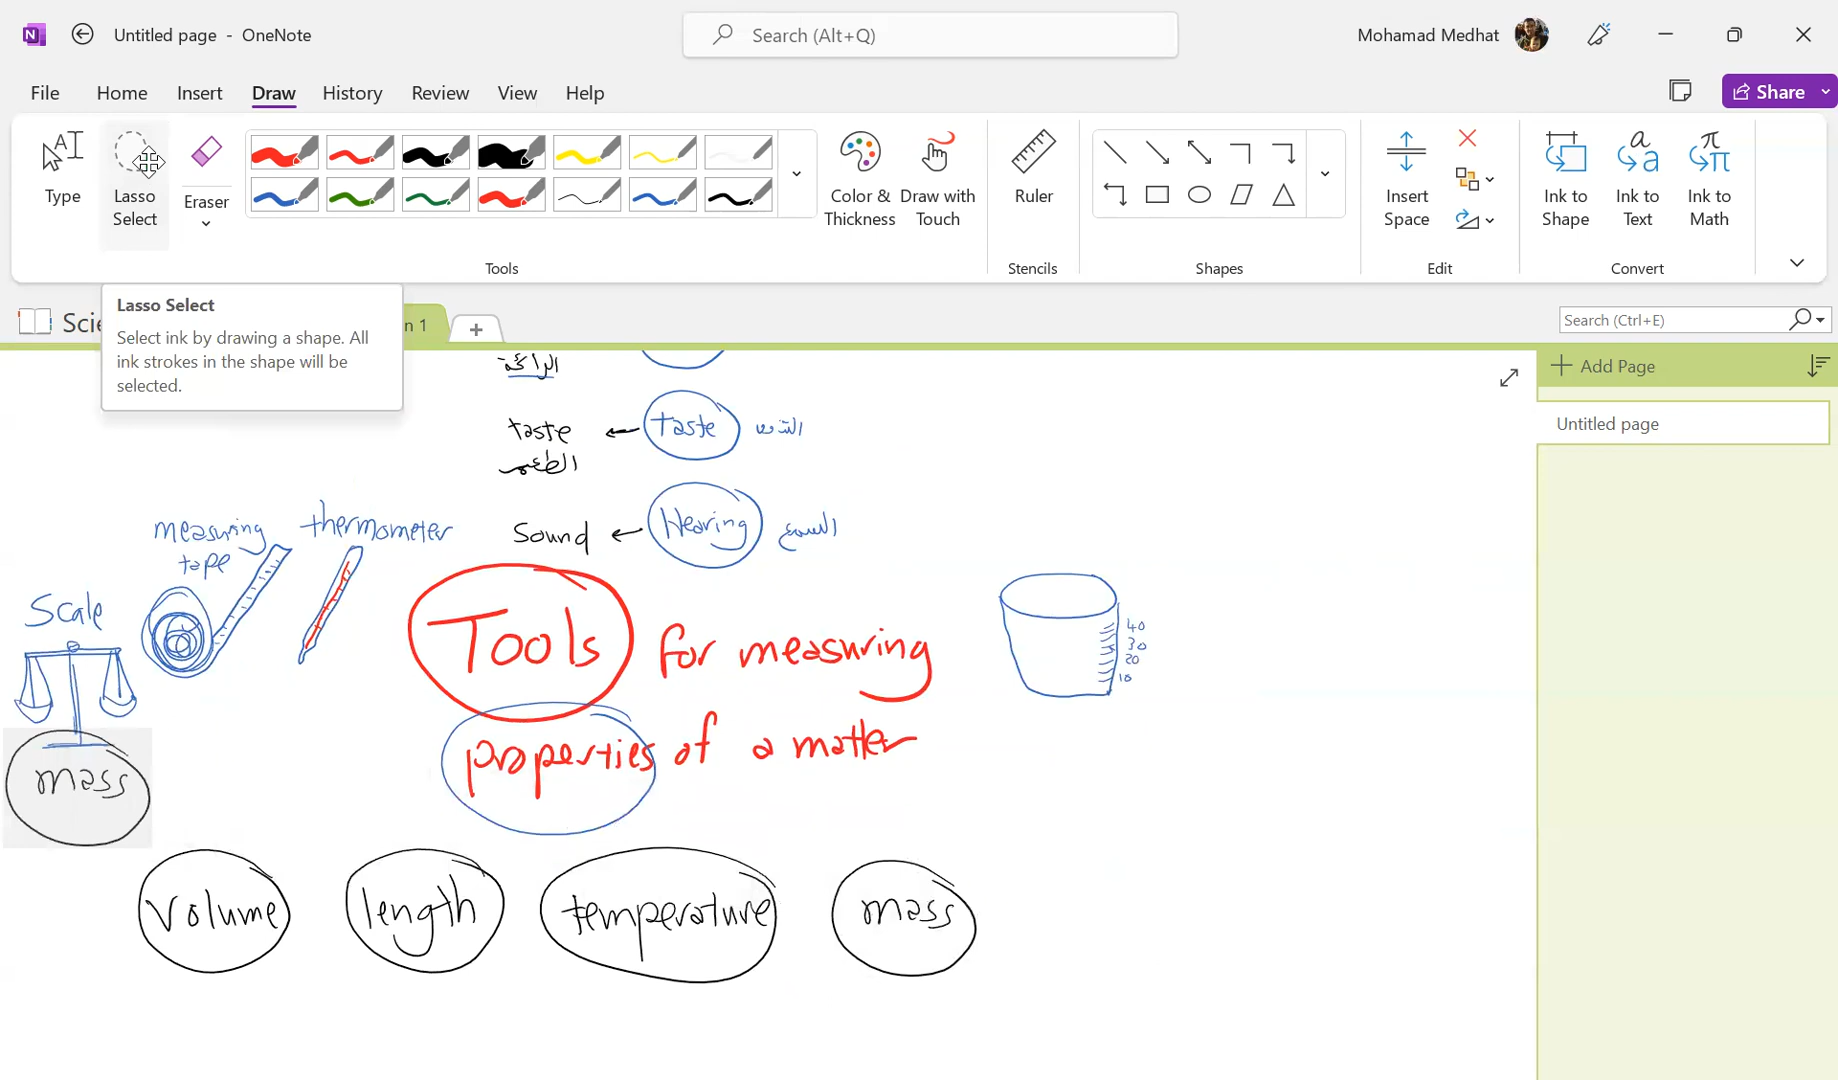 Untitled page - OneNote
Search (Alt+Q)
Mohamad Medhat
File Home Insert Draw History Review View Help
Share
Type
Lasso Select
Eraser
Color & Thickness
Draw with Touch
Ruler
Insert Space
Ink to Shape
Ink to Text
Ink to Math
Tools
Stencils
Shapes
Edit
Convert
Lasso Select
Select ink by drawing a shape. All
ink strokes in the shape will be
selected.
n 1
Search (Ctrl+E)
Add Page
Untitled page
taste ← Taste
الطعم
Sound ← Hearing السمع
measuring
tape
thermometer
Scale
Tools for measuring
properties of a matter
40
30
20
10
mass
volume length temperature mass